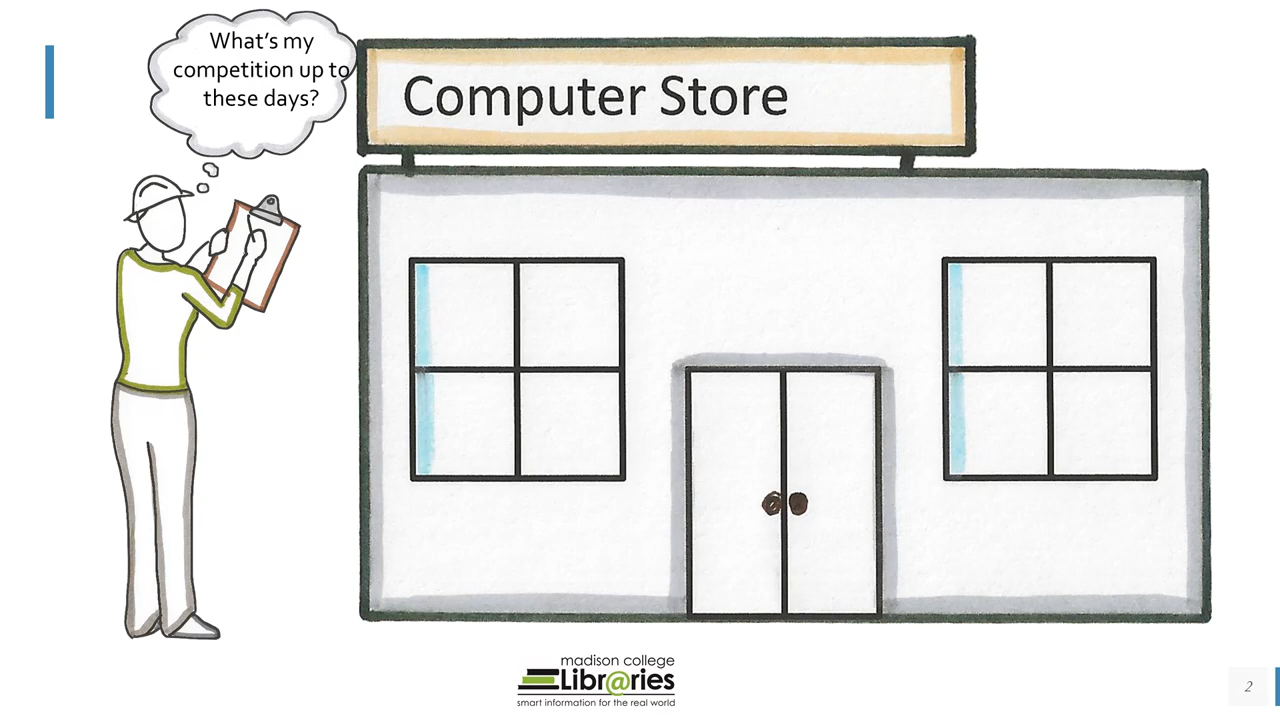 What's my
competition up to
these days?
Computer Store
madison college
Libr@ries
smart information for the real world
2